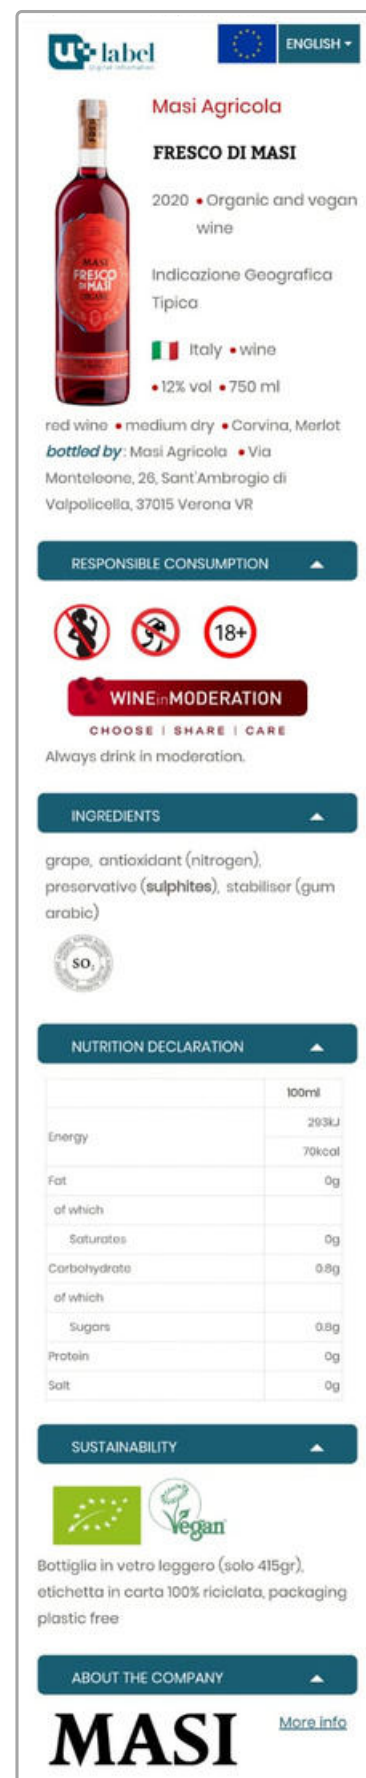 u label
digital information
ENGLISH
Masi Agricola
FRESCO DI MASI
2020 • Organic and vegan
wine
Indicazione Geografica
Tipica
Italy • wine
• 12% vol • 750 ml
red wine • medium dry • Corvina, Merlot
bottled by: Masi Agricola • Via
Monteleone, 26, Sant'Ambrogio di
Valpolicella, 37015 Verona VR
MASI
FRESCO
DI MASI
ORGANIC
RESPONSIBLE CONSUMPTION
18+
WINEinMODERATION
CHOOSE | SHARE | CARE
Always drink in moderation.
INGREDIENTS
grape, antioxidant (nitrogen),
preservative (sulphites), stabiliser (gum
arabic)
SO₂
NUTRITION DECLARATION
100ml
Energy 293kJ
70kcal
Fat 0g
of which
Saturates 0g
Carbohydrate 0.8g
of which
Sugars 0.8g
Protein 0g
Salt 0g
SUSTAINABILITY
Vegan
Bottiglia in vetro leggero (solo 415gr),
etichetta in carta 100% riciclata, packaging
plastic free
ABOUT THE COMPANY
MASI
More info